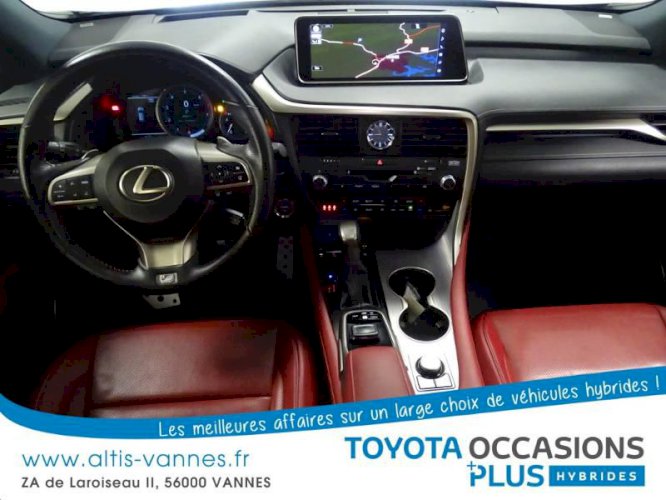 Les meilleures affaires sur un large choix de véhicules hybrides !
www.altis-vannes.fr
ZA de Laroiseau II, 56000 VANNES
TOYOTA OCCASIONS
+PLUS HYBRIDES